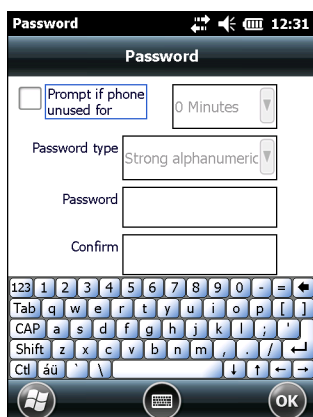 Password 12:31
Password
Prompt if phone
unused for
0 Minutes
Password type
Strong alphanumeric
Password
Confirm
123 1 2 3 4 5 6 7 8 9 0 - =
Tab q w e r t y u i o p [ ]
CAP a s d f g h j k l ; '
Shift z x c v b n m , . /
Ctl áü ` \
OK